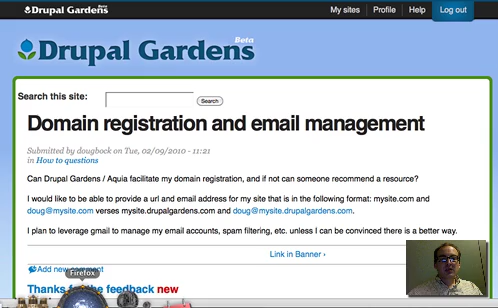 Drupal Gardens Beta
My sites Profile Help Log out
Drupal Gardens Beta
Search this site: Search
Domain registration and email management
Submitted by dougbock on Tue, 02/09/2010 - 11:21
in How to questions
Can Drupal Gardens / Aquia facilitate my domain registration, and if not can someone recommend a resource?
I would like to be able to provide a url and email address for my site that is in the following format: mysite.com and
doug@mysite.com verses mysite.drupalgardens.com and doug@mysite.drupalgardens.com.
I plan to leverage gmail to my email accounts, spam filtering, etc. unless I can be convinced there is a better way.
Link in Banner ›
Add new comment
Firefox
Thanks for the feedback new